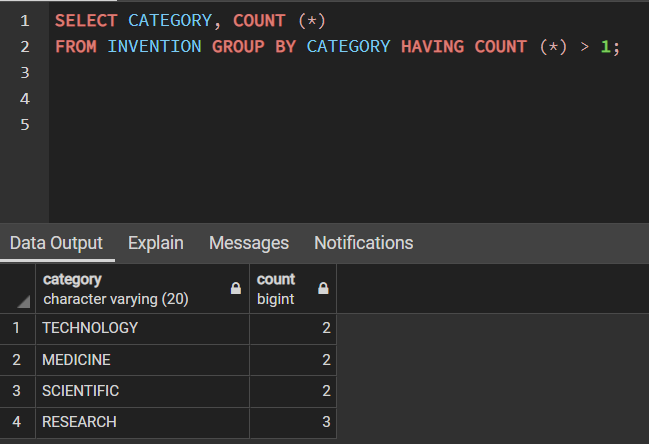 1 SELECT CATEGORY, COUNT (*)
2 FROM INVENTION GROUP BY CATEGORY HAVING COUNT (*) > 1;
3
4
5
Data Output Explain Messages Notifications
category count
character varying (20) bigint
1 TECHNOLOGY 2
2 MEDICINE 2
3 SCIENTIFIC 2
4 RESEARCH 3